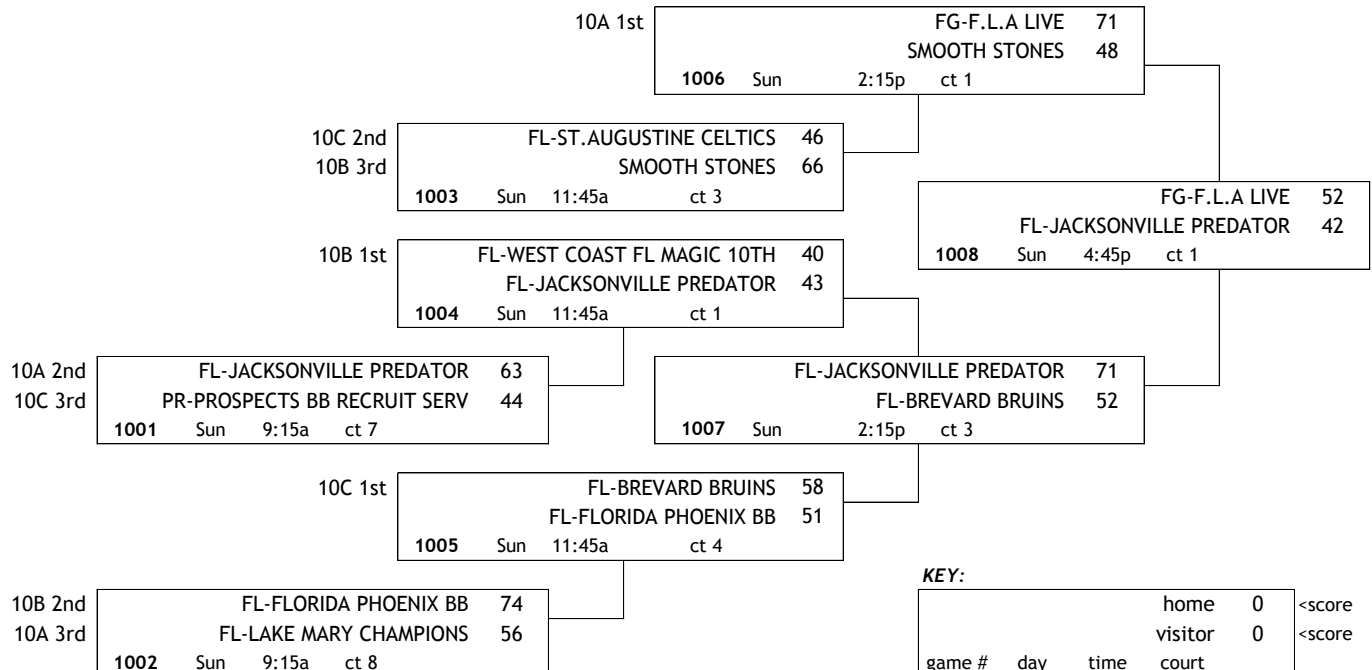 10A 1st
FG-F.L.A LIVE 71
SMOOTH STONES 48
1006 Sun 2:15p ct 1
10C 2nd
FL-ST.AUGUSTINE CELTICS 46
10B 3rd
SMOOTH STONES 66
1003 Sun 11:45a ct 3
FG-F.L.A LIVE 52
FL-JACKSONVILLE PREDATOR 42
1008 Sun 4:45p ct 1
10B 1st
FL-WEST COAST FL MAGIC 10TH 40
FL-JACKSONVILLE PREDATOR 43
1004 Sun 11:45a ct 1
10A 2nd
FL-JACKSONVILLE PREDATOR 63
10C 3rd
PR-PROSPECTS BB RECRUIT SERV 44
1001 Sun 9:15a ct 7
FL-JACKSONVILLE PREDATOR 71
FL-BREVARD BRUINS 52
1007 Sun 2:15p ct 3
10C 1st
FL-BREVARD BRUINS 58
FL-FLORIDA PHOENIX BB 51
1005 Sun 11:45a ct 4
10B 2nd
FL-FLORIDA PHOENIX BB 74
10A 3rd
FL-LAKE MARY CHAMPIONS 56
1002 Sun 9:15a ct 8
KEY:
home 0 <score
visitor 0 <score
game # day time court